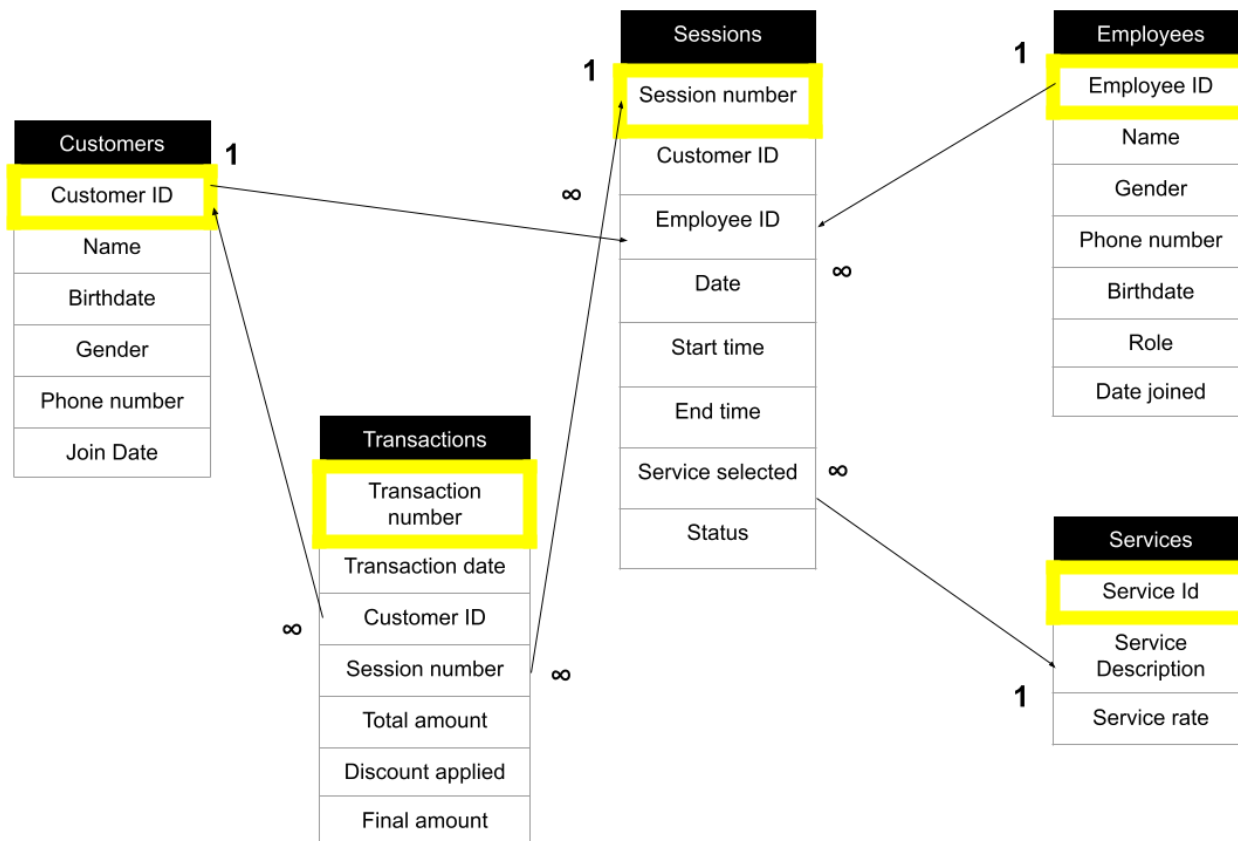 Customers
1
Customer ID
Name
Birthdate
Gender
Phone number
Join Date
Transactions
Transaction
number
Transaction date
Customer ID
∞
Session number
∞
Total amount
Discount applied
Final amount
Sessions
1
Session number
Customer ID
∞
Employee ID
Date
∞
Start time
End time
Service selected
∞
Status
Employees
1
Employee ID
Name
Gender
Phone number
Birthdate
Role
Date joined
Services
Service Id
Service
Description
1
Service rate